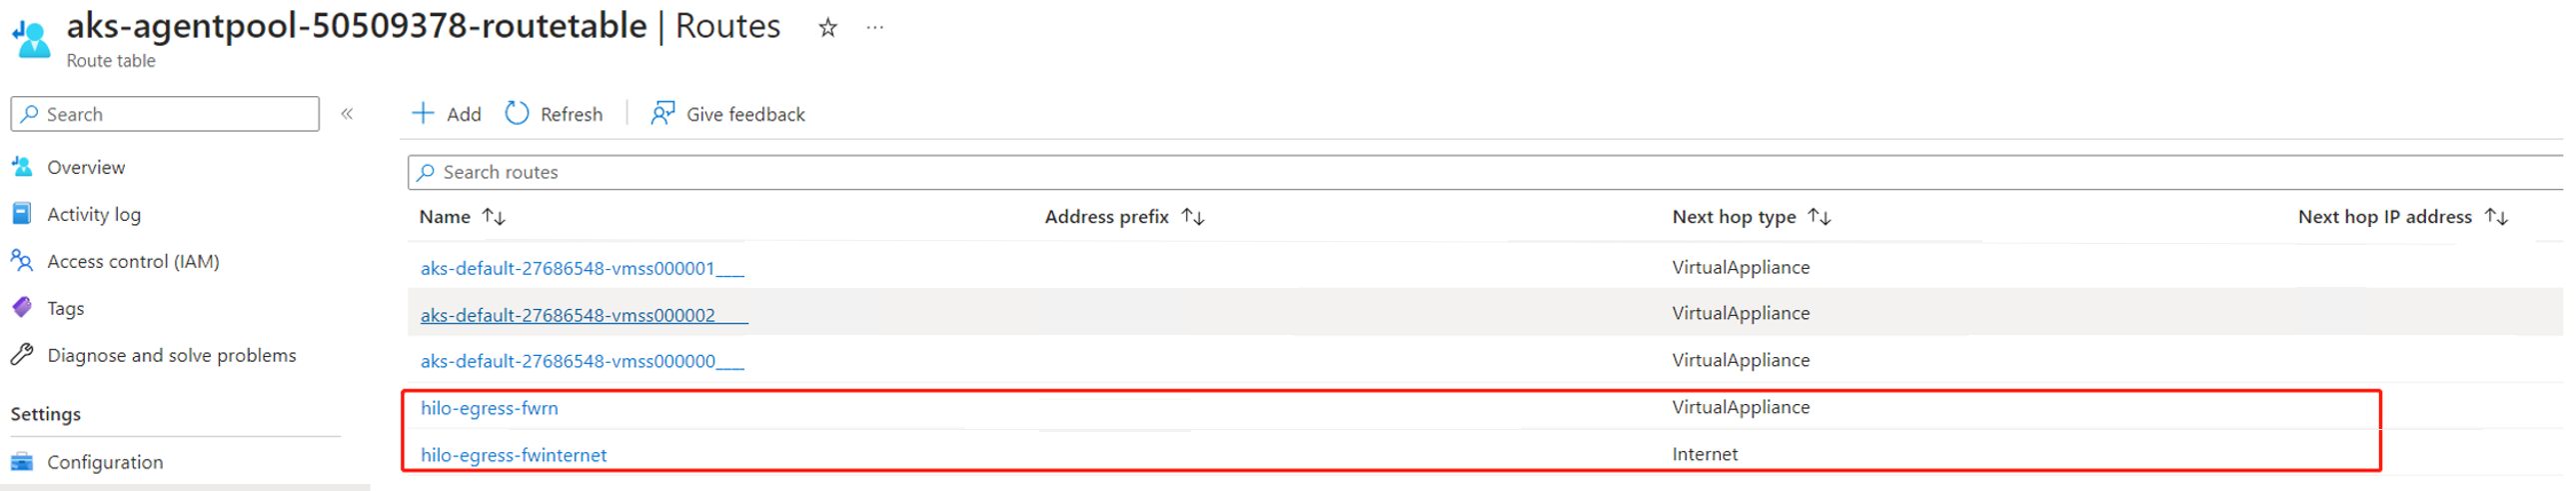 aks-agentpool-50509378-routetable | Routes
Route table
Search
Add Refresh Give feedback
Overview
Activity log
Access control (IAM)
Tags
Diagnose and solve problems
Settings
Configuration
Search routes
Name Address prefix Next hop type Next hop IP address
aks-default-27686548-vmss000001____ VirtualAppliance
aks-default-27686548-vmss000002____ VirtualAppliance
aks-default-27686548-vmss000000____ VirtualAppliance
hilo-egress-fwrn VirtualAppliance
hilo-egress-fwinternet Internet